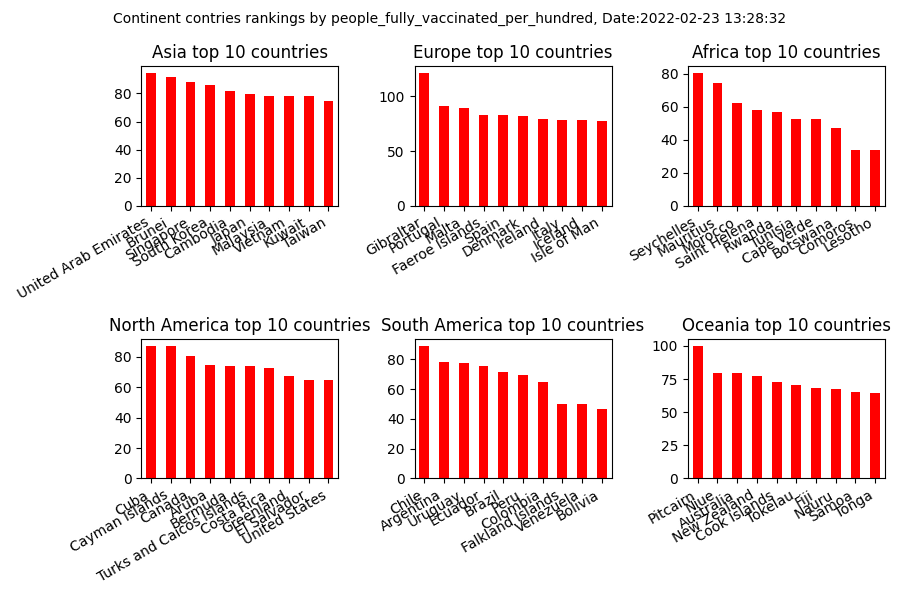 Continent contries rankings by people_fully_vaccinated_per_hundred, Date:2022-02-23 13:28:32
Asia top 10 countries
80
60
40
20
0
United Arab Emirates
Brunei
Singapore
South Korea
Cambodia
Japan
Malaysia
Vietnam
Kuwait
Taiwan
Europe top 10 countries
100
50
0
Gibraltar
Portugal
Malta
Faeroe Islands
Spain
Denmark
Ireland
Italy
Iceland
Isle of Man
Africa top 10 countries
80
60
40
20
0
Seychelles
Mauritius
Morocco
Saint Helena
Rwanda
Tunisia
Cape Verde
Botswana
Comoros
Lesotho
North America top 10 countries
80
60
40
20
0
Cuba
Cayman Islands
Canada
Aruba
Bermuda
Turks and Caicos Islands
Costa Rica
Greenland
El Salvador
United States
South America top 10 countries
80
60
40
20
0
Chile
Argentina
Uruguay
Ecuador
Brazil
Peru
Colombia
Falkland Islands
Venezuela
Bolivia
Oceania top 10 countries
100
75
50
25
0
Pitcairn
Niue
Australia
New Zealand
Cook Islands
Tokelau
Fiji
Nauru
Samoa
Tonga